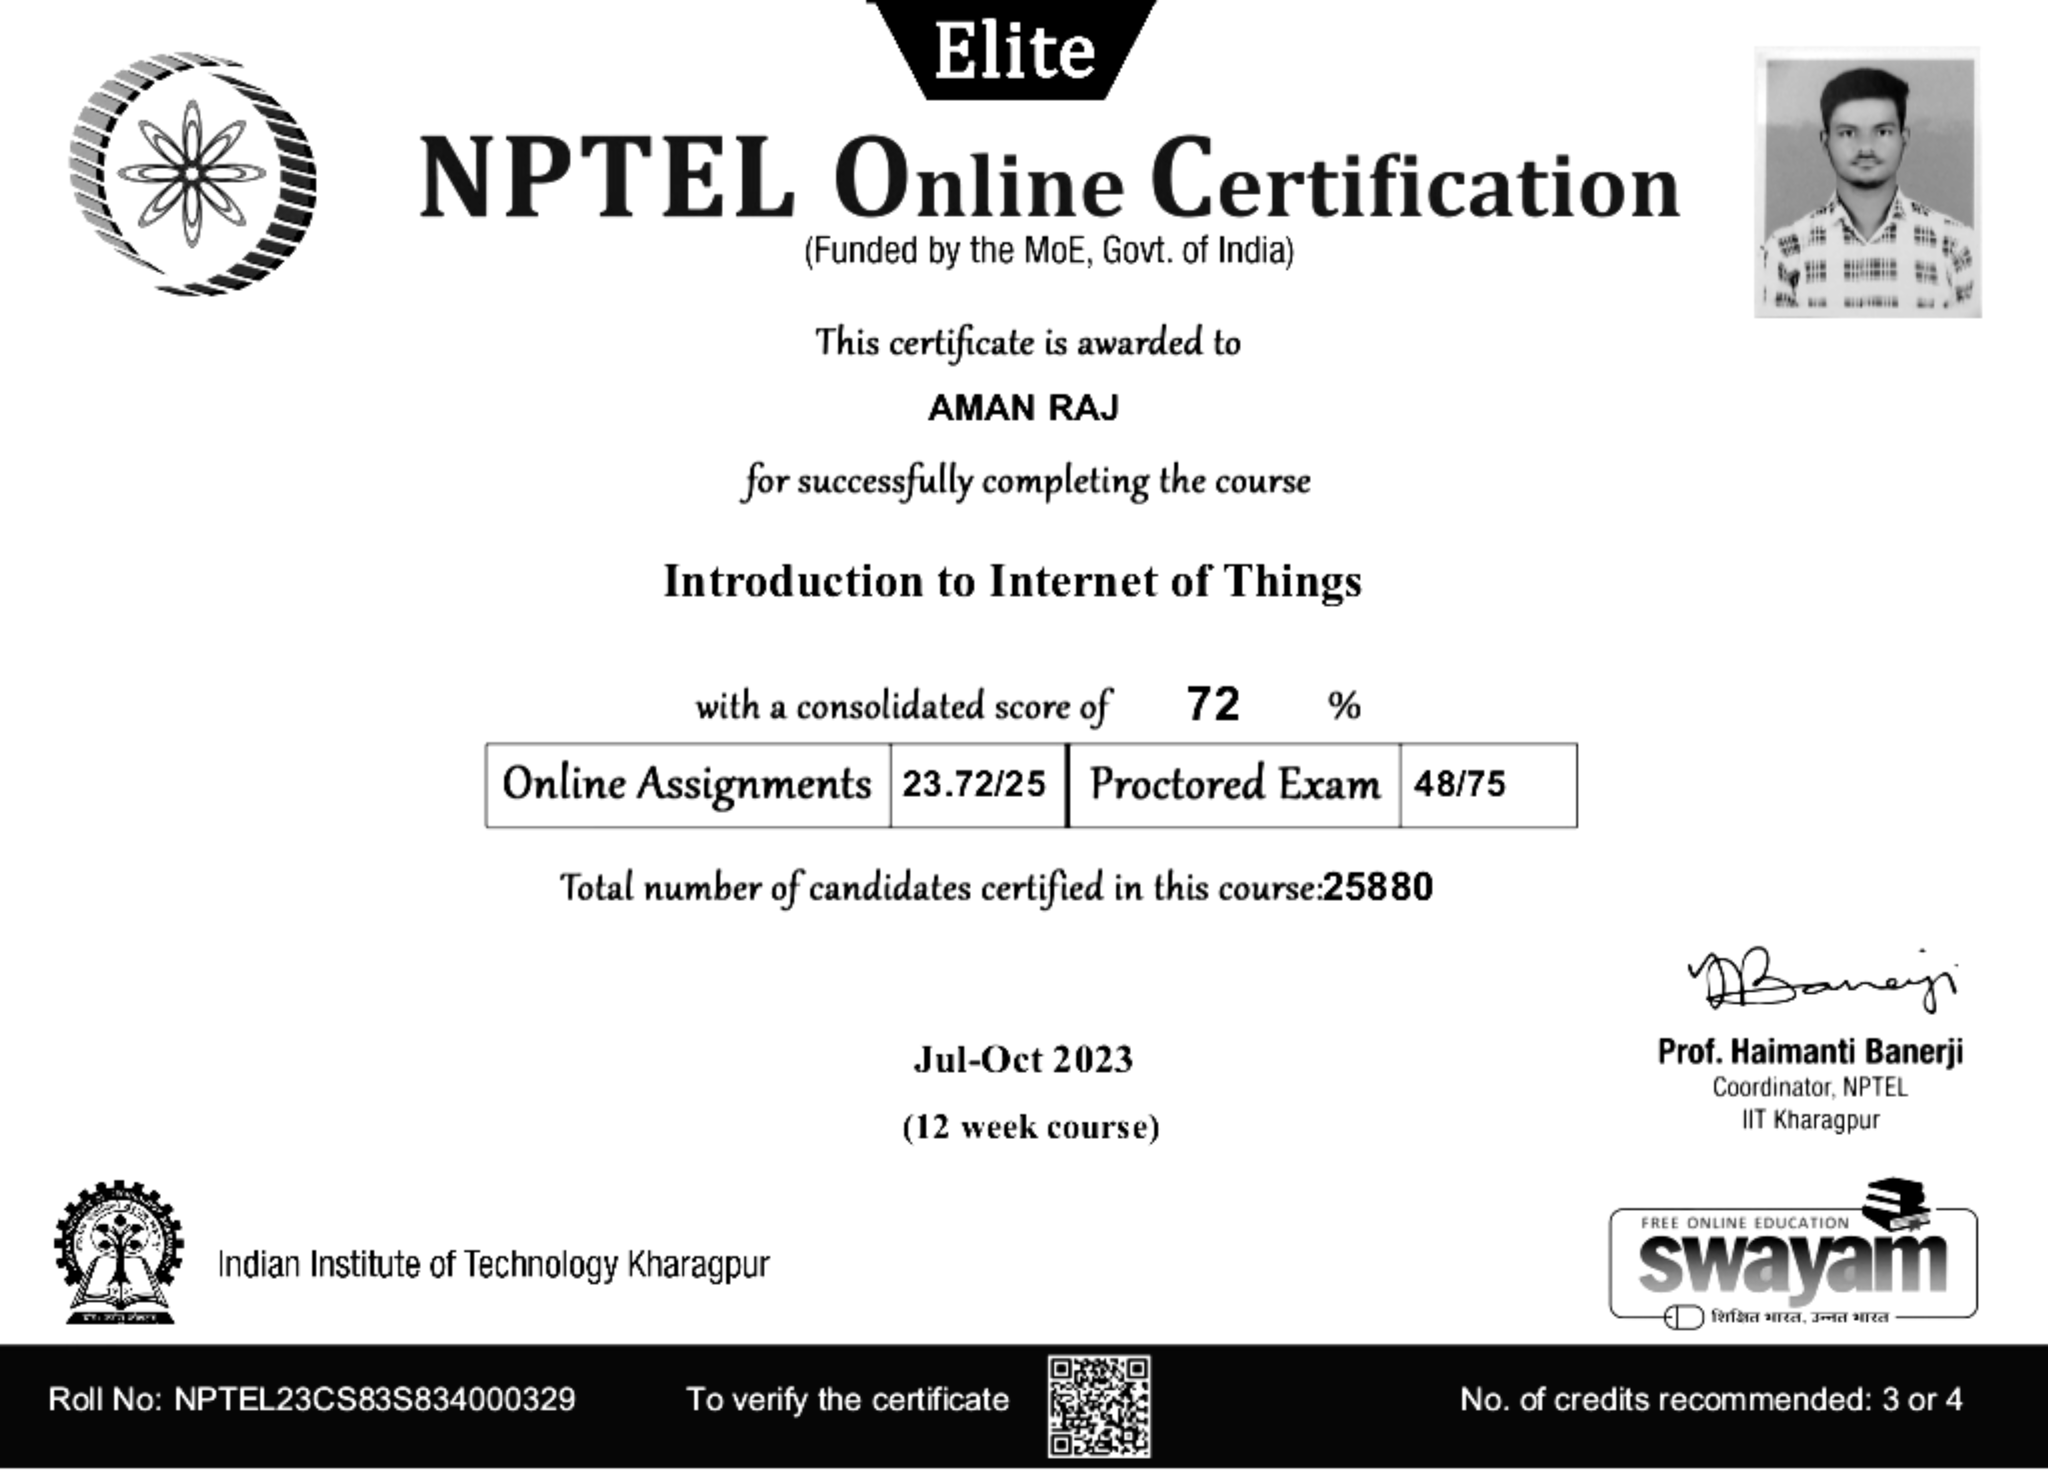 Elite
NPTEL Online Certification
(Funded by the MoE, Govt. of India)
This certificate is awarded to
AMAN RAJ
for successfully completing the course
Introduction to Internet of Things
with a consolidated score of 72 %
Online Assignments 23.72/25 Proctored Exam 48/75
Total number of candidates certified in this course:25880
Prof. Haimanti Banerji
Coordinator, NPTEL
IIT Kharagpur
Jul-Oct 2023
(12 week course)
Indian Institute of Technology Kharagpur
FREE ONLINE EDUCATION
swayam
शिक्षित भारत, उन्नत भारत
Roll No: NPTEL23CS83S834000329 To verify the certificate No. of credits recommended: 3 or 4